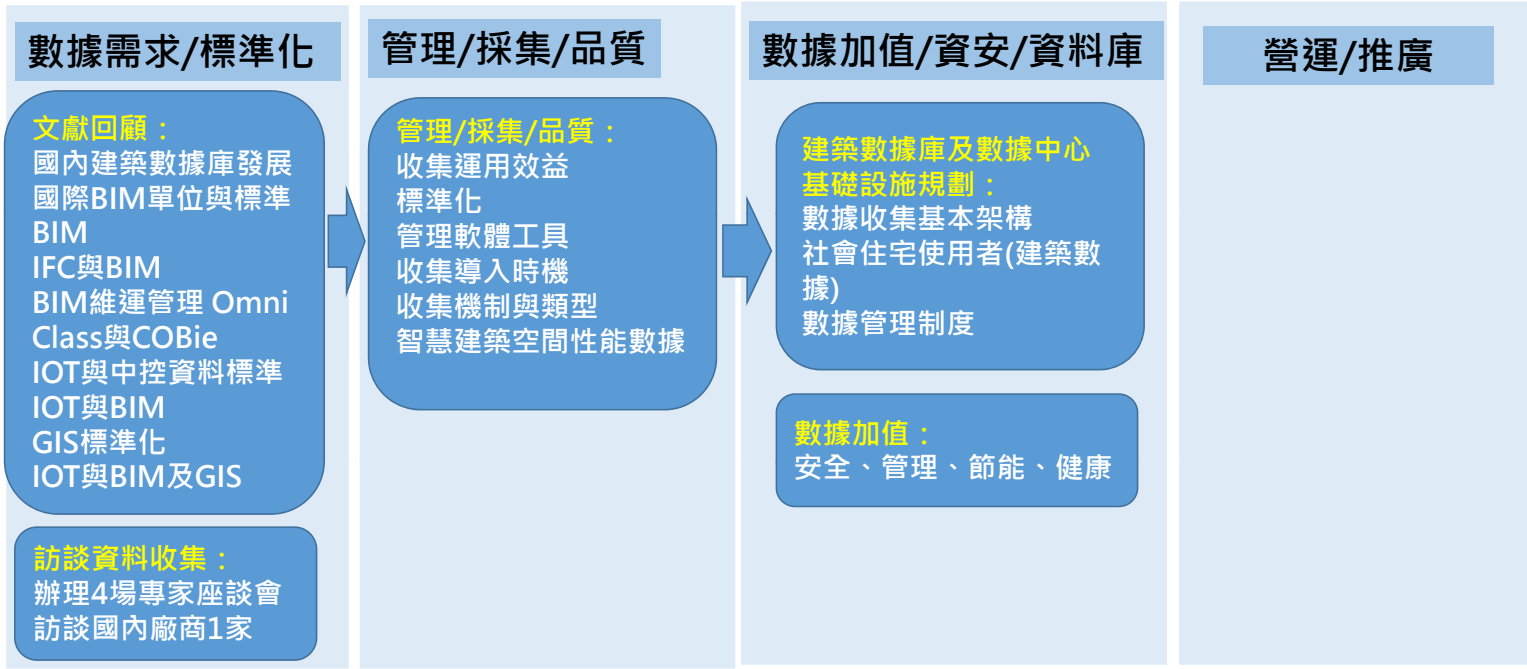 數據需求/標準化
文獻回顧：
國內建築數據庫發展
國際BIM單位與標準
BIM
IFC與BIM
BIM維運管理 Omni
Class與COBie
IOT與中控資料標準
IOT與BIM
GIS標準化
IOT與BIM及GIS
訪談資料收集：
辦理4場專家座談會
訪談國內廠商1家
管理/採集/品質
管理/採集/品質：
收集運用效益
標準化
管理軟體工具
收集導入時機
收集機制與類型
智慧建築空間性能數據
數據加值/資安/資料庫
建築數據庫及數據中心
基礎設施規劃：
數據收集基本架構
社會住宅使用者(建築數
據)
數據管理制度
數據加值：
安全、管理、節能、健康
營運/推廣